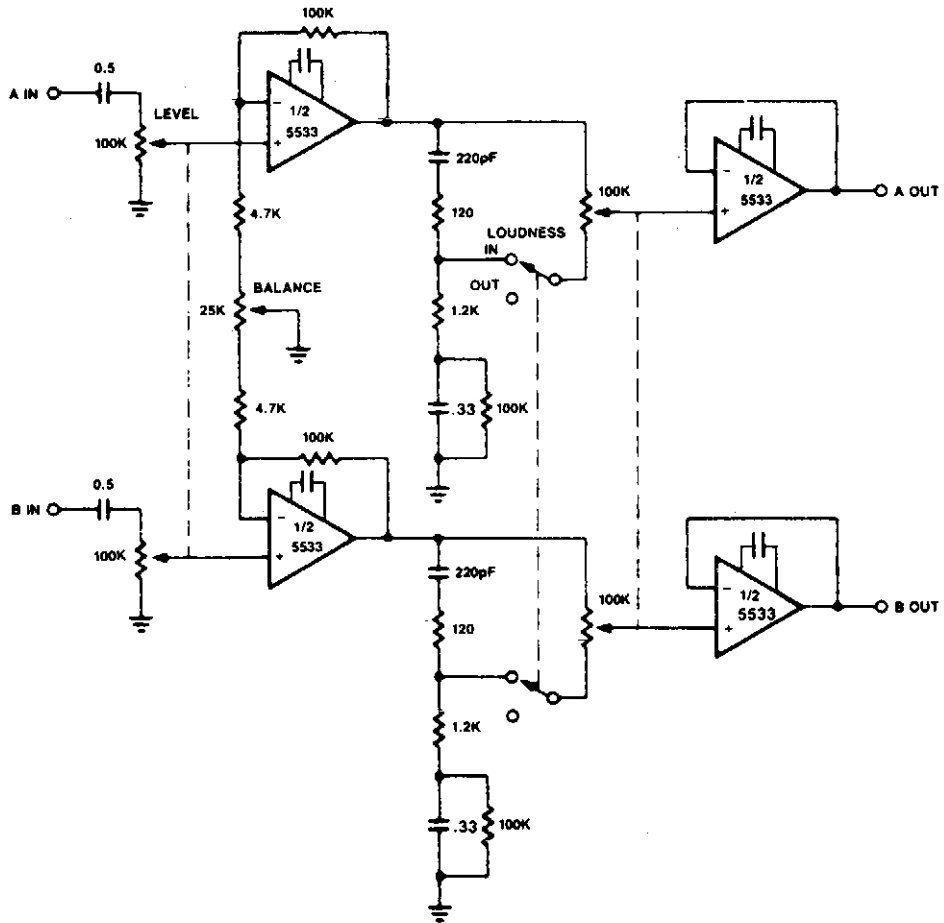 100K
0.5
A IN
LEVEL
100K
-
1/2
5533
+
4.7K
BALANCE
25K
4.7K
220pF
120
LOUDNESS
IN
OUT
1.2K
.33
100K
100K
-
1/2
5533
+
A OUT
100K
0.5
B IN
100K
-
1/2
5533
+
220pF
120
1.2K
.33
100K
100K
-
1/2
5533
+
B OUT